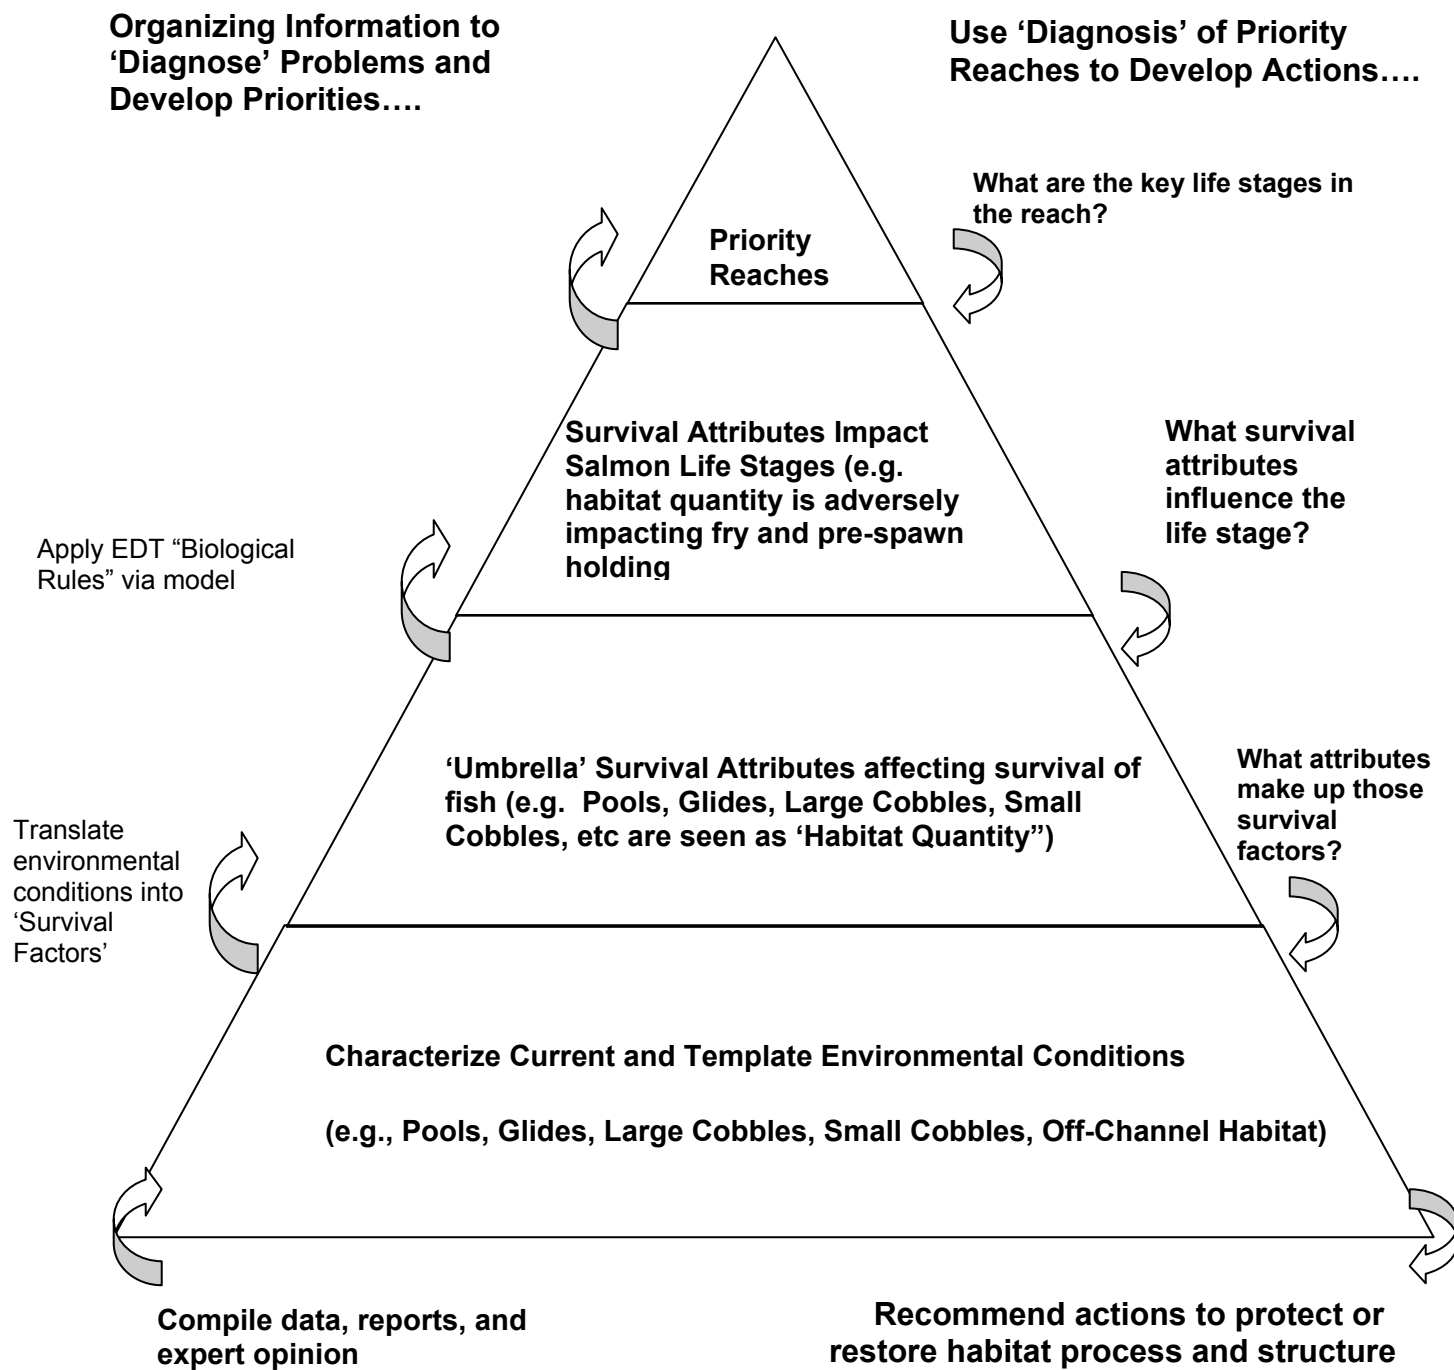 Organizing Information to
‘Diagnose’ Problems and
Develop Priorities….
Use ‘Diagnosis’ of Priority
Reaches to Develop Actions….
What are the key life stages in
the reach?
Priority
Reaches
Survival Attributes Impact
Salmon Life Stages (e.g.
habitat quantity is adversely
impacting fry and pre-spawn
holding
What survival
attributes
influence the
life stage?
Apply EDT “Biological
Rules” via model
‘Umbrella’ Survival Attributes affecting survival of
fish (e.g.  Pools, Glides, Large Cobbles, Small
Cobbles, etc are seen as ‘Habitat Quantity”)
What attributes
make up those
survival
factors?
Translate
environmental
conditions into
‘Survival
Factors’
Characterize Current and Template Environmental Conditions
(e.g., Pools, Glides, Large Cobbles, Small Cobbles, Off-Channel Habitat)
Compile data, reports, and
expert opinion
Recommend actions to protect or
restore habitat process and structure